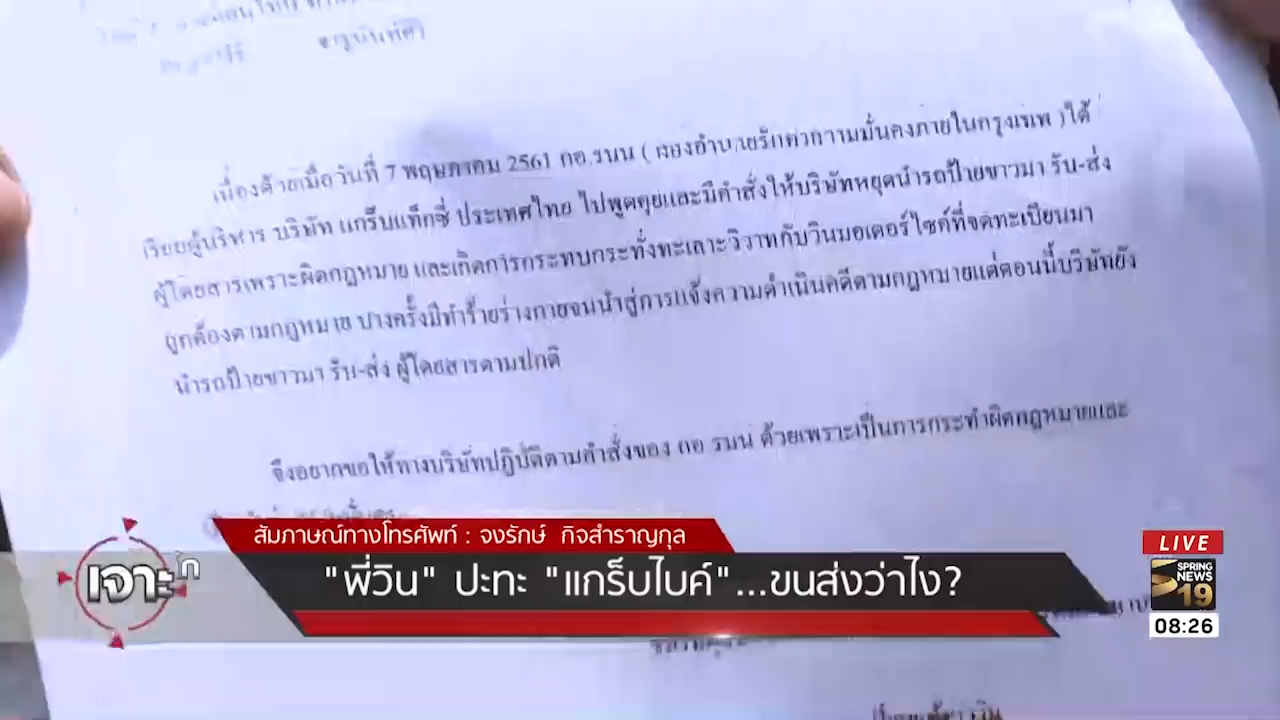 เนื่องด้วยเมื่อวันที่ 7 พฤษภาคม 2561 กอ.รมน ( กองอำนวยรักษาความมั่นคงภายในกรุงเทพ )ได้
เรียกผู้บริหาร บริษัท แกร็บแท็กซี่ ประเทศไทย ไปพูดคุยและมีคำสั่งให้บริษัทหยุดนำรถป้ายขาวมา รับ-ส่ง
ผู้โดยสารเพราะผิดกฎหมาย และเกิดการกระทบกระทั่งทะเลาะวิวาทกับวินมอเตอร์ไซค์ที่จดทะเบียนมา
ถูกต้องตามกฎหมาย บางครั้งมีทำร้ายร่างกายจนนำสู่การแจ้งความดำเนินคดีตามกฎหมายแต่ตอนนี้บริษัทยัง
นำรถป้ายขาวมา รับ-ส่ง ผู้โดยสารตามปกติ
จึงอยากขอให้ทางบริษัทปฏิบัติตามคำสั่งของ กอ รมน ด้วยเพราะเป็นการกระทำผิดกฎหมายและ
สัมภาษณ์ทางโทรศัพท์ : จงรักษ์ กิจสำราญกุล
เจาะลึก
"พี่วิน" ปะทะ "แกร็บไบค์"...ขนส่งว่าไง?
LIVE
SPRING
NEWS
19
08:26